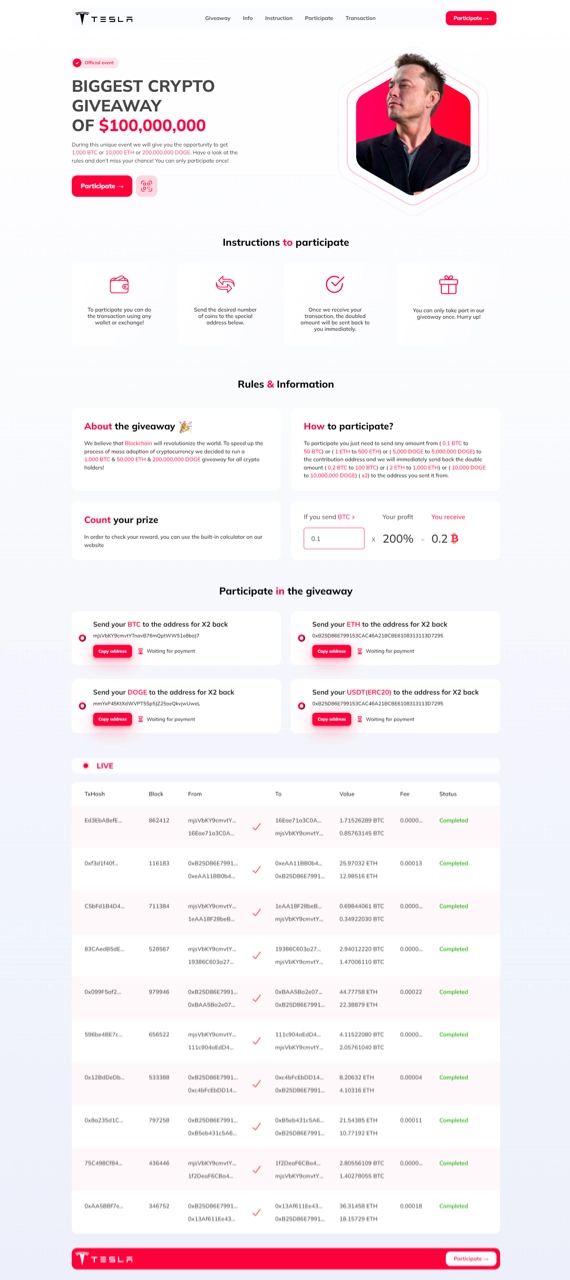 TESLA
Giveaway Info Instruction Participate Transaction
Participate →
Official event
BIGGEST CRYPTO
GIVEAWAY
OF $100,000,000
During this unique event we will give you the opportunity to get
1,000 BTC or 10,000 ETH or 200,000,000 DOGE. Have a look at the
rules and don't miss your chance! You can only participate once!
Participate →
Instructions to participate
To participate you can do
the transaction using any
wallet or exchange!
Send the desired number
of coins to the special
address below.
Once we receive your
transaction, the doubled
amount will be sent back to
you immediately.
You can only take part in our
giveaway once. Hurry up!
Rules & Information
About the giveaway 🎉
We believe that Blockchain will revolutionize the world. To speed up the
process of mass adoption of cryptocurrency we decided to run a
1,000 BTC & 50,000 ETH & 200,000,000 DOGE giveaway for all crypto
holders!
How to participate?
To participate you just need to send any amount from ( 0.1 BTC to
50 BTC) or ( 1 ETH to 500 ETH) or ( 5,000 DOGE to 5,000,000 DOGE) to
the contribution address and we will immediately send back the double
amount ( 0.2 BTC to 100 BTC) or ( 2 ETH to 1,000 ETH) or ( 10,000 DOGE
to 10,000,000 DOGE) ( x2) to the address you sent it from.
Count your prize
In order to check your reward, you can use the built-in calculator on our
website
If you send BTC > Your profit You receive
0.1 x 200% = 0.2 ₿
Participate in the giveaway
Send your BTC to the address for X2 back
Copy address Waiting for payment
Send your ETH to the address for X2 back
Copy address Waiting for payment
Send your DOGE to the address for X2 back
Copy address Waiting for payment
Send your USDT(ERC20) to the address for X2 back
Copy address Waiting for payment
LIVE
TxHash Block From To Value Fee Status
Ed3EbA8efE... 862412 mjsVbKY9cmvtY... 16Eae71a3C0A... 1.71526289 BTC 0.0000... Completed
16Eae71a3C0A... mjsVbKY9cmvtY... 0.85763145 BTC
0xf3d1f40f... 116183 0xB25D86E7991... 0xeAA11BB0b4... 25.97032 ETH 0.00013 Completed
0xeAA11BB0b4... 0xB25D86E7991... 12.98516 ETH
C5bFd1B4D4... 711384 mjsVbKY9cmvtY... 1eAA18F28beB... 0.69844061 BTC 0.0000... Completed
1eAA18F28beB... mjsVbKY9cmvtY... 0.34922030 BTC
83CAedB5dE... 528567 mjsVbKY9cmvtY... 19386C603a27... 2.94012220 BTC 0.0000... Completed
19386C603a27... mjsVbKY9cmvtY... 1.47006110 BTC
0x099F5af2... 979946 0xB25D86E7991... 0xBAA5Ba2e07... 44.77758 ETH 0.00022 Completed
0xBAA5Ba2e07... 0xB25D86E7991... 22.38879 ETH
596be4BE7c... 656522 mjsVbKY9cmvtY... 111c904aEdD4... 4.11522080 BTC 0.0000... Completed
111c904aEdD4... mjsVbKY9cmvtY... 2.05761040 BTC
0x128dDeDb... 533388 0xB25D86E7991... 0xc4bFcEbDD14... 8.20632 ETH 0.00004 Completed
0xc4bFcEbDD14... 0xB25D86E7991... 4.10316 ETH
0x8a235d1C... 797258 0xB25D86E7991... 0xB5eb431c5A6... 21.54385 ETH 0.00011 Completed
0xB5eb431c5A6... 0xB25D86E7991... 10.77192 ETH
75C498Cf84... 436446 mjsVbKY9cmvtY... 1f2DeaF6CBa4... 2.80556109 BTC 0.0000... Completed
1f2DeaF6CBa4... mjsVbKY9cmvtY... 1.40278055 BTC
0xAA5BBf7e... 346752 0xB25D86E7991... 0x13Af611Ee43... 36.31458 ETH 0.00018 Completed
0x13Af611Ee43... 0xB25D86E7991... 18.15729 ETH
TESLA
Participate →